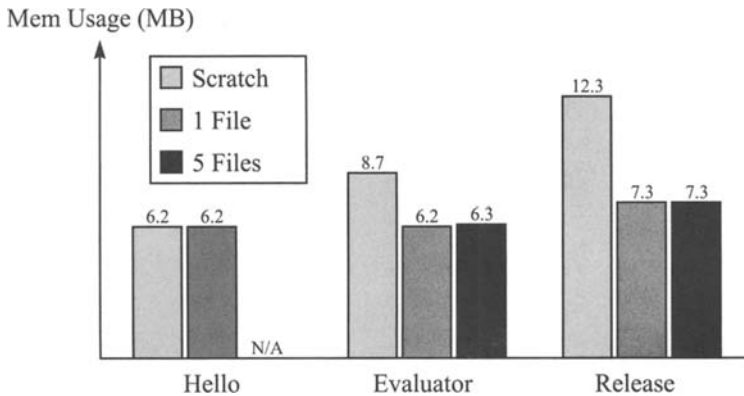 Mem Usage (MB)
Scratch
1 File
5 Files
6.2
6.2
N/A
8.7
6.2
6.3
12.3
7.3
7.3
Hello
Evaluator
Release